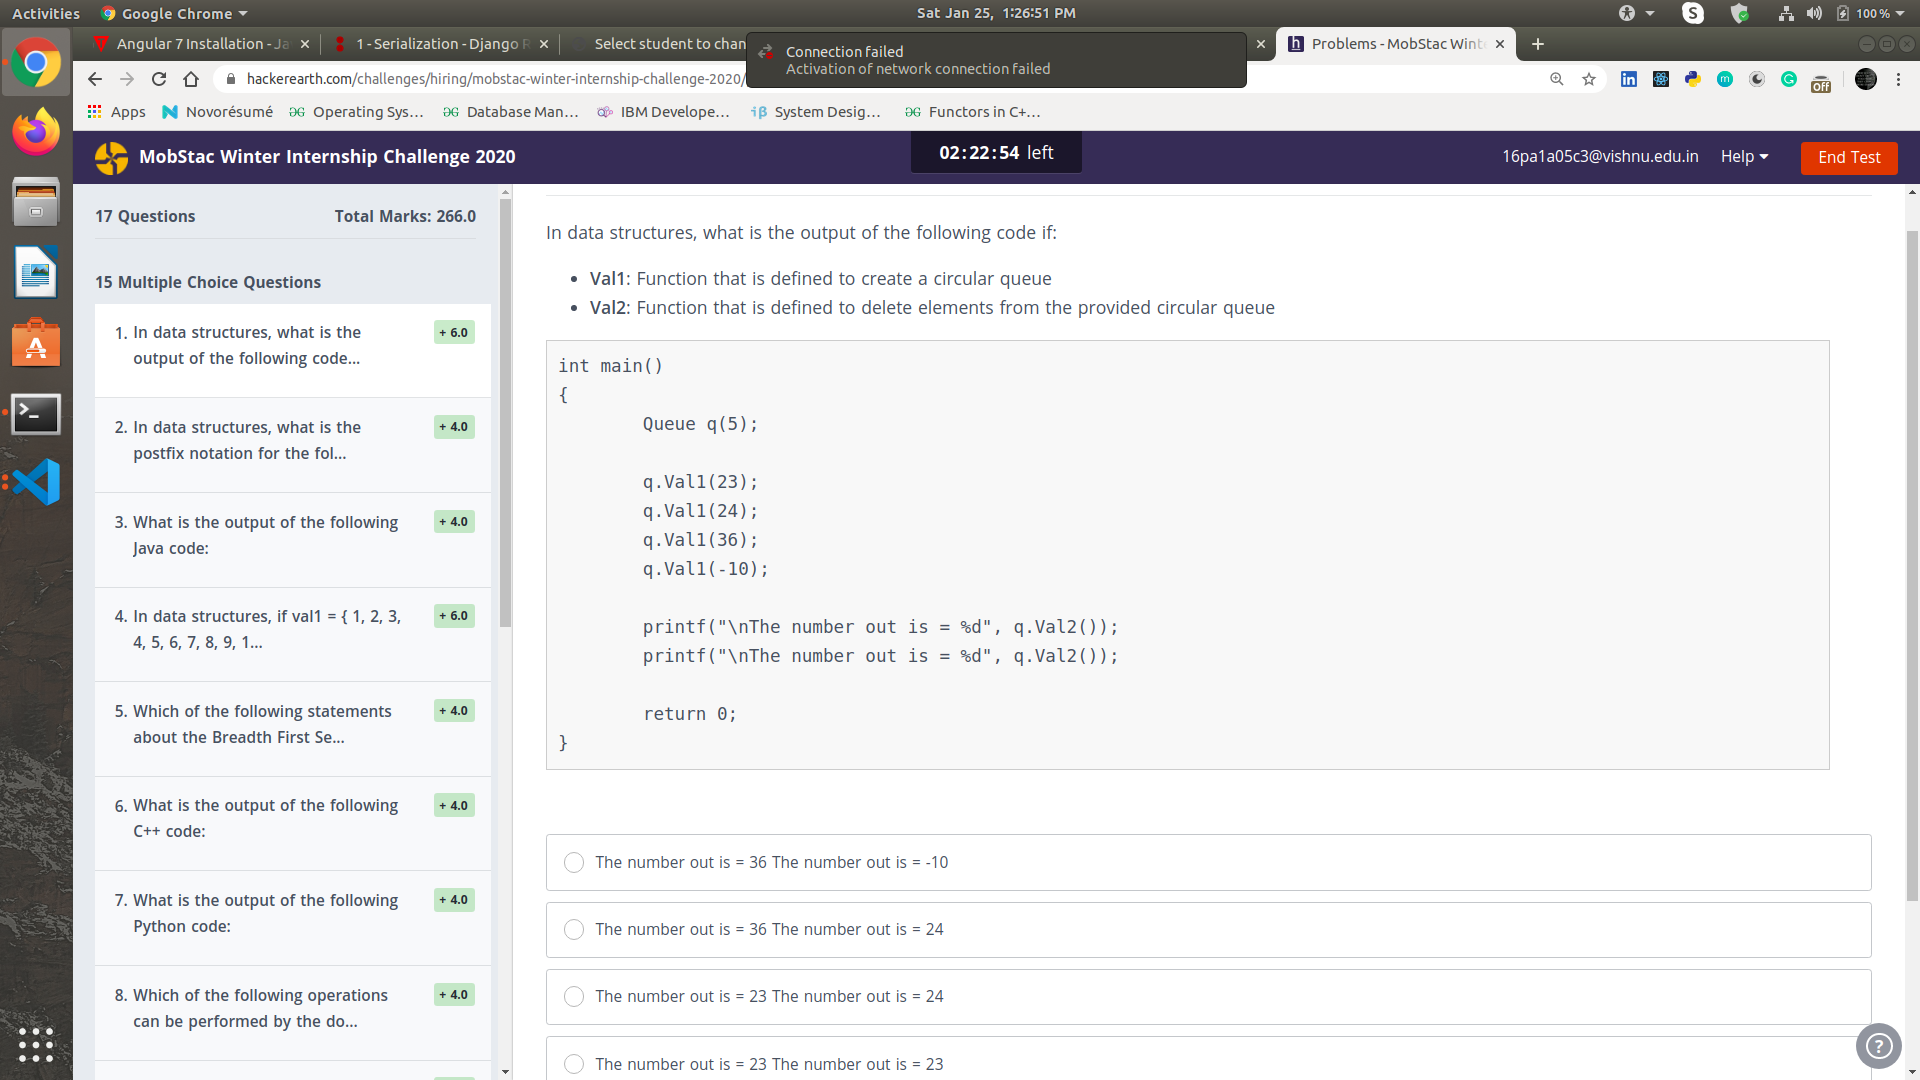 Activities
Google Chrome
Sat Jan 25, 1:26:51 PM
S
100 %
Angular 7 Installation - Ja
1 - Serialization - Django R
Select student to chan
Problems - MobStac Wint
Connection failed
Activation of network connection failed
hackerearth.com/challenges/hiring/mobstac-winter-internship-challenge-2020/
Off
Apps
Novorésumé
Operating Sys...
Database Man...
IBM Develope...
System Desig...
Functors in C+...
MobStac Winter Internship Challenge 2020
02:22:54 left
16pa1a05c3@vishnu.edu.in
Help
End Test
17 Questions
Total Marks: 266.0
15 Multiple Choice Questions
1. In data structures, what is the
output of the following code...
+ 6.0
2. In data structures, what is the
postfix notation for the fol...
+ 4.0
3. What is the output of the following
Java code:
+ 4.0
4. In data structures, if val1 = { 1, 2, 3,
4, 5, 6, 7, 8, 9, 1...
+ 6.0
5. Which of the following statements
about the Breadth First Se...
+ 4.0
6. What is the output of the following
C++ code:
+ 4.0
7. What is the output of the following
Python code:
+ 4.0
8. Which of the following operations
can be performed by the do...
+ 4.0
In data structures, what is the output of the following code if:
• Val1: Function that is defined to create a circular queue
• Val2: Function that is defined to delete elements from the provided circular queue
int main()
{
Queue q(5);
q.Val1(23);
q.Val1(24);
q.Val1(36);
q.Val1(-10);
printf("\nThe number out is = %d", q.Val2());
printf("\nThe number out is = %d", q.Val2());
return 0;
}
The number out is = 36 The number out is = -10
The number out is = 36 The number out is = 24
The number out is = 23 The number out is = 24
The number out is = 23 The number out is = 23
?